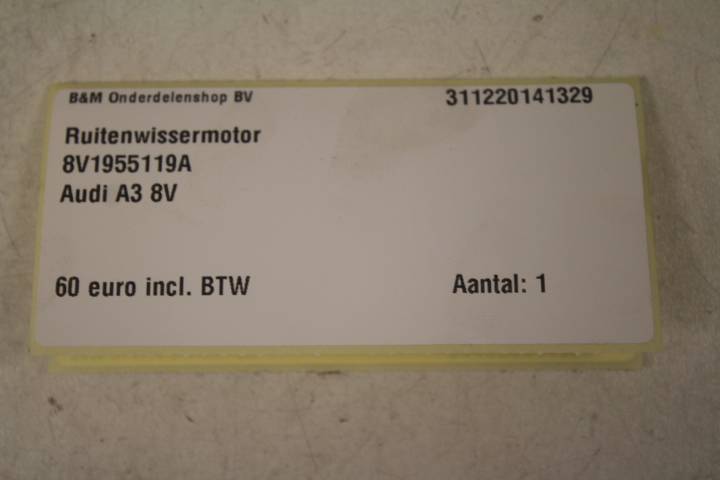 B&M Onderdelenshop BV 311220141329
Ruitenwissermotor
8V1955119A
Audi A3 8V
60 euro incl. BTW Aantal: 1